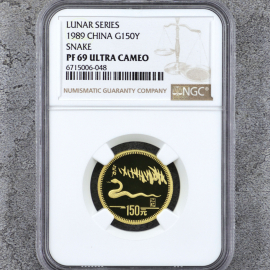 LUNAR SERIES
1989 CHINA G150Y
SNAKE
PF 69 ULTRA CAMEO
6715006-048
NUMISMATIC GUARANTY COMPANY
NGC
150元